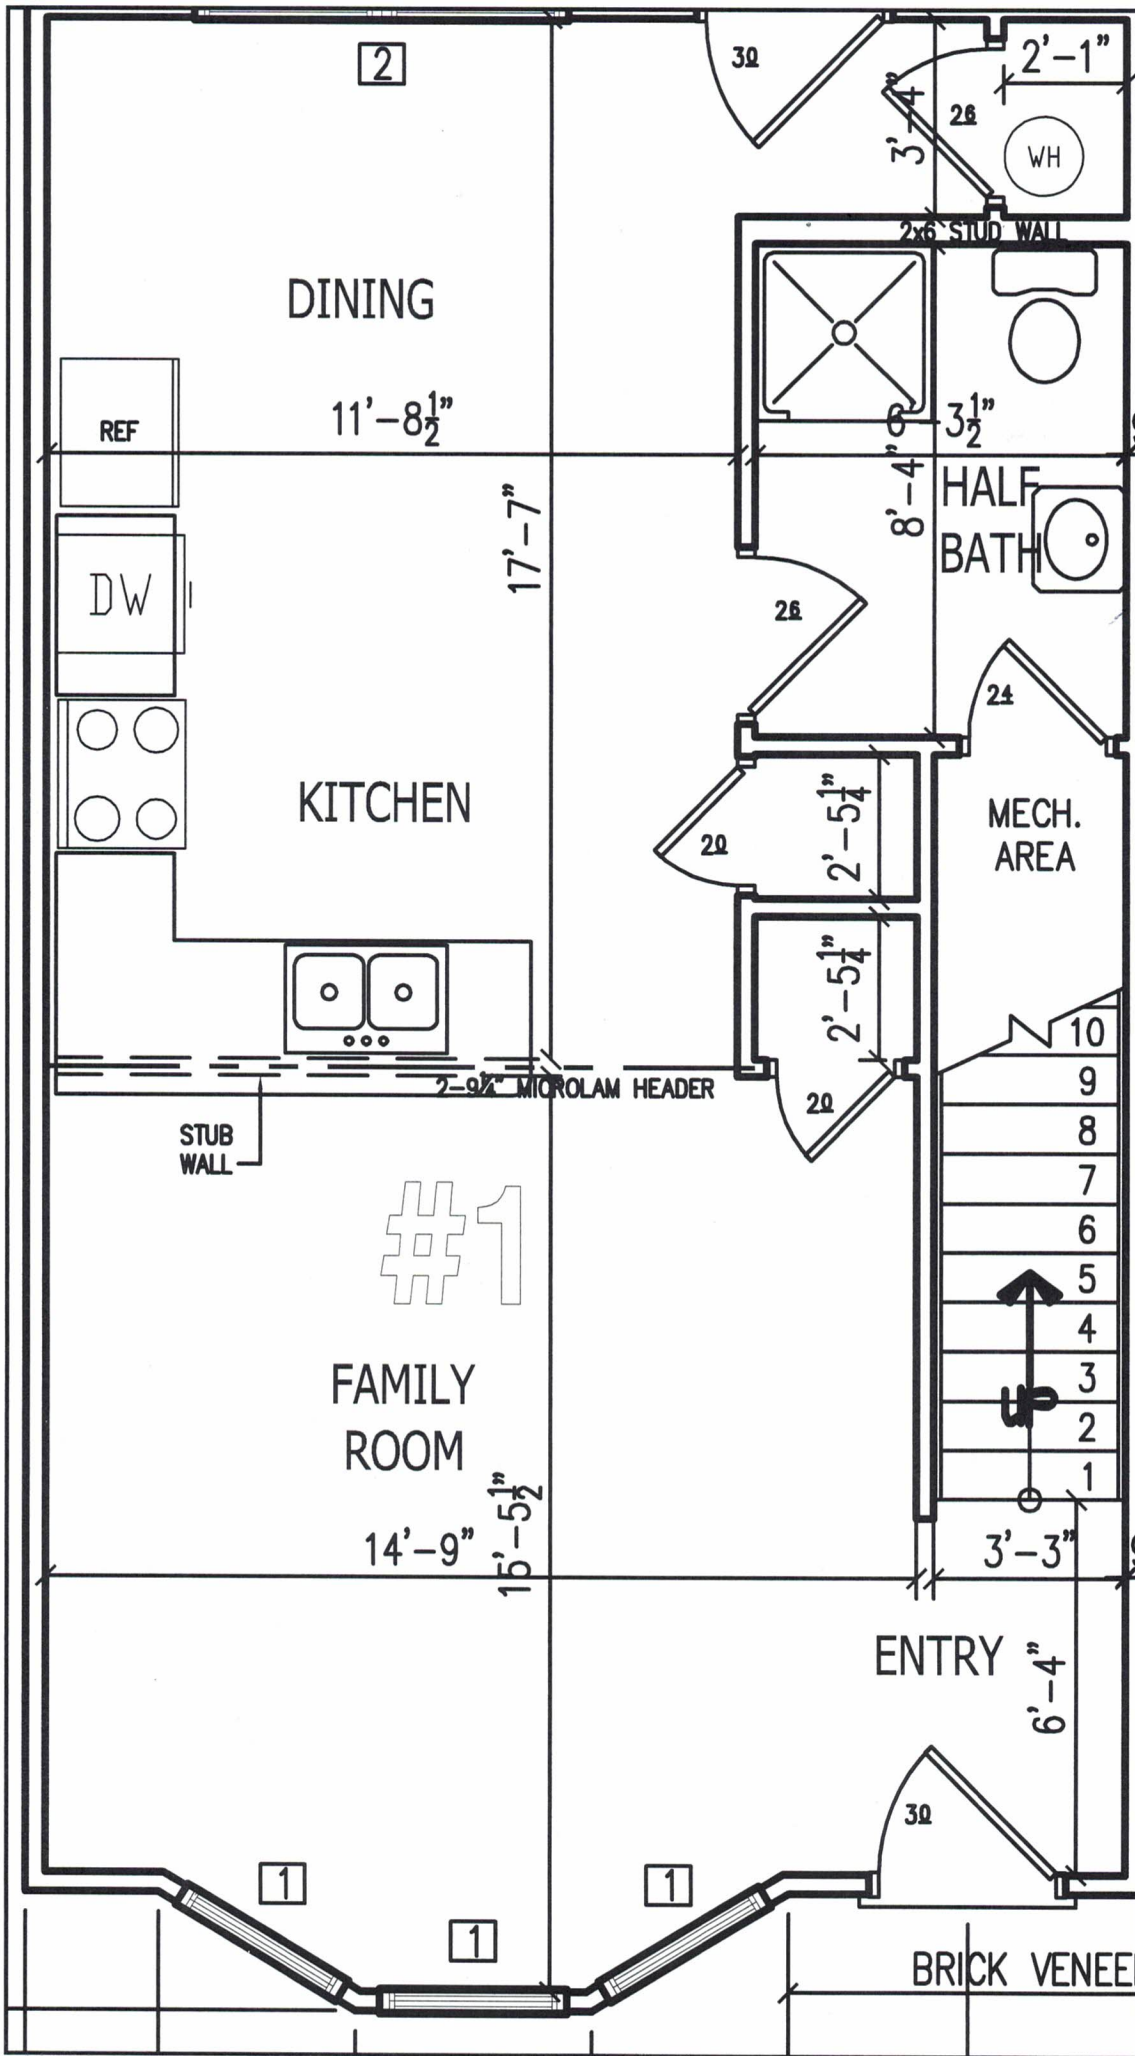 2
30
2'-1"
3'-4"
26
WH
2x6 STUD WALL
DINING
REF
11'-8½"
6'-3½"
8'-4"
HALF
BATH
17'-7"
DW
26
24
KITCHEN
20
2'-5¼"
MECH.
AREA
2'-5¼"
10
9
8
7
6
5
4
3
2
1
UP
2-9¼" MICROLAM HEADER
20
STUB
WALL
#1
FAMILY
ROOM
14'-9"
15'-5½"
3'-3"
ENTRY
6'-4"
30
1
1
1
BRICK VENEE